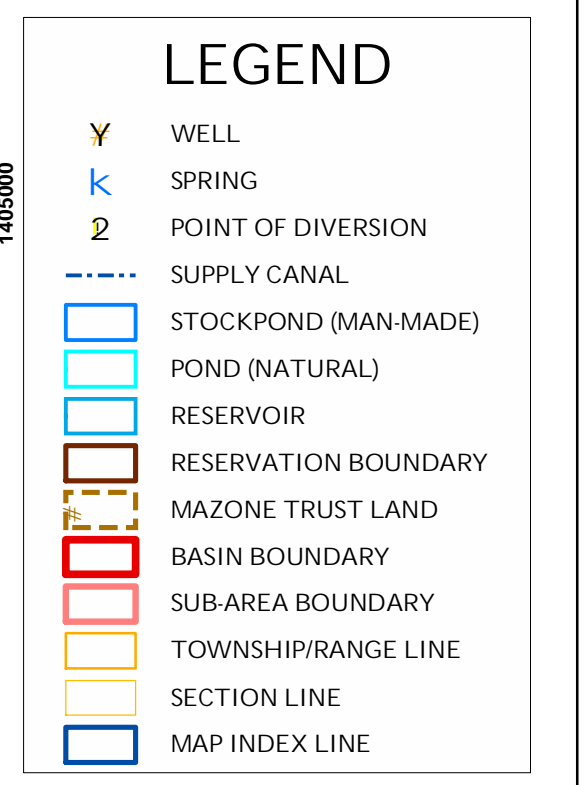 LEGEND
1405000
¥# WELL
k SPRING
2 POINT OF DIVERSION
SUPPLY CANAL
STOCKPOND (MAN-MADE)
POND (NATURAL)
RESERVOIR
RESERVATION BOUNDARY
# MAZONE TRUST LAND
BASIN BOUNDARY
SUB-AREA BOUNDARY
TOWNSHIP/RANGE LINE
SECTION LINE
MAP INDEX LINE